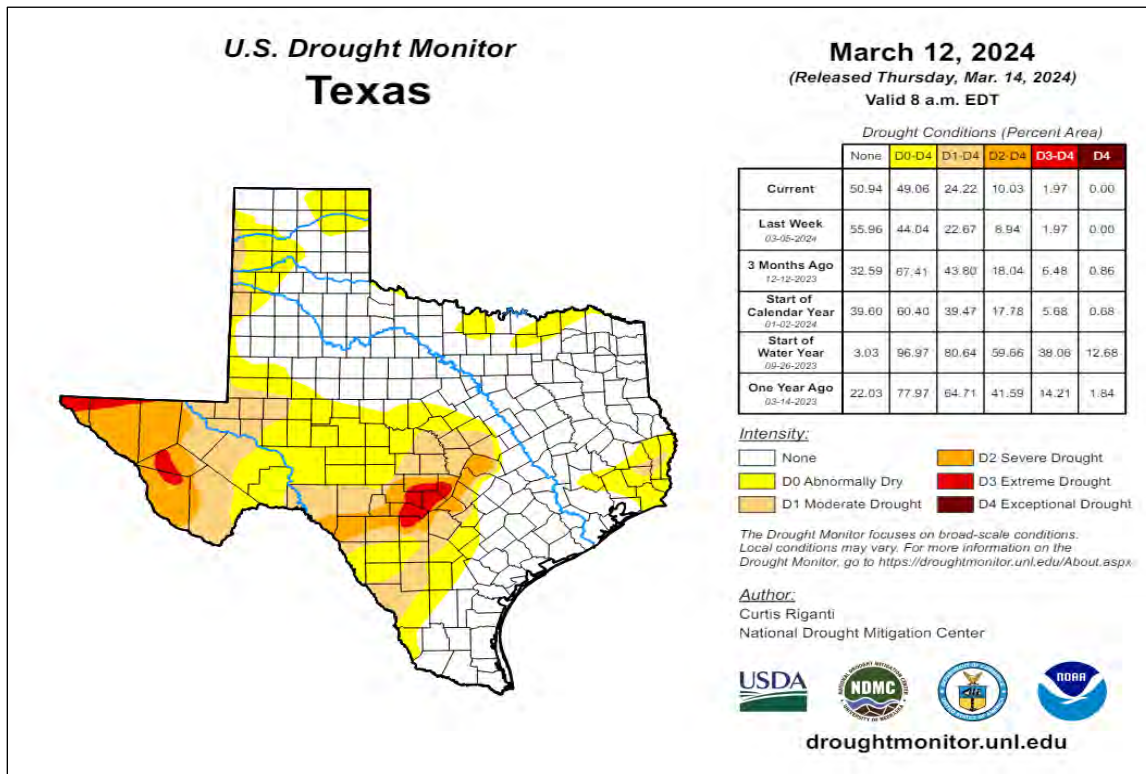 U.S. Drought Monitor
Texas
March 12, 2024
(Released Thursday, Mar. 14, 2024)
Valid 8 a.m. EDT
Drought Conditions (Percent Area)
None D0-D4 D1-D4 D2-D4 D3-D4 D4
Current 50.94 49.06 24.22 10.03 1.97 0.00
Last Week 03-05-2024 55.96 44.04 22.67 8.94 1.97 0.00
3 Months Ago 12-12-2023 32.59 67.41 43.80 18.04 6.48 0.86
Start of Calendar Year 01-02-2024 39.60 60.40 39.47 17.78 5.68 0.68
Start of Water Year 09-26-2023 3.03 96.97 80.64 59.66 38.06 12.68
One Year Ago 03-14-2023 22.03 77.97 64.71 41.59 14.21 1.84
Intensity:
None
D0 Abnormally Dry
D1 Moderate Drought
D2 Severe Drought
D3 Extreme Drought
D4 Exceptional Drought
The Drought Monitor focuses on broad-scale conditions.
Local conditions may vary. For more information on the
Drought Monitor, go to https://droughtmonitor.unl.edu/About.aspx
Author:
Curtis Riganti
National Drought Mitigation Center
USDA
NDMC
NOAA
droughtmonitor.unl.edu